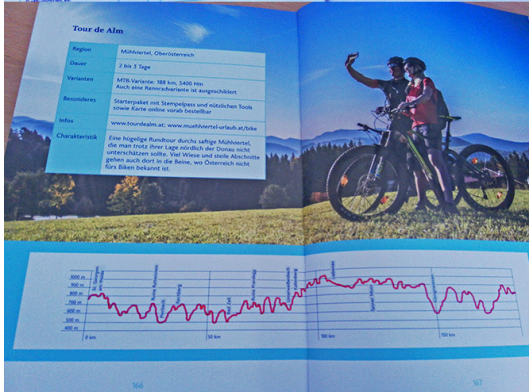 Tour de Alm
Region Mühlviertel, Oberösterreich
Dauer 2 bis 3 Tage
Varianten MTB-Variante: 188 km, 5400 Hm
Auch eine Rennradvariante ist ausgeschildert
Besonderes Starterpaket mit Stempelpass und nützlichen Tools
sowie Karte online vorab bestellbar
Infos www.tourdealm.at; www.muehlviertel-urlaub.at/bike
Charakteristik Eine hügelige Rundtour durchs saftige Mühlviertel,
die man trotz ihrer Lage nördlich der Donau nicht
unterschätzen sollte. Viel Wiese und steile Abschnitte
gehen auch dort in die Beine, wo Österreich nicht
fürs Biken bekannt ist.
1000 m
900 m
800 m
700 m
600 m
500 m
400 m
St. Georgen
Bad Zell
0 km
50 km
100 km
150 km
166
167